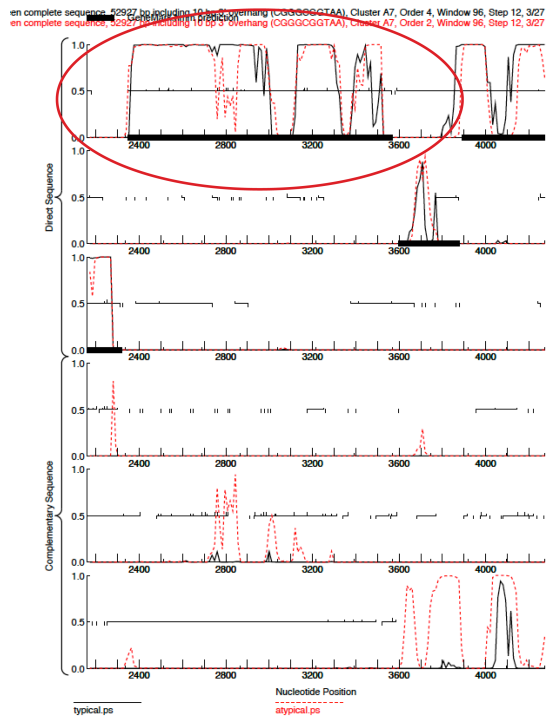 en complete sequence, 52927 bp including 10 bp 3' overhang (CGGGCGGTAA), Cluster A7, Order 4, Window 96, Step 12, 3/27
en complete sequence, 52927 bp including 10 bp 3' overhang (CGGGCGGTAA), Cluster A7, Order 2, Window 96, Step 12, 3/27
GeneMark.hmm prediction
1.0
0.5
0.0
2400 2800 3200 3600 4000
1.0
0.5
0.0
2400 2800 3200 3600 4000
1.0
0.5
0.0
2400 2800 3200 3600 4000
Direct Sequence
1.0
0.5
0.0
2400 2800 3200 3600 4000
1.0
0.5
0.0
2400 2800 3200 3600 4000
1.0
0.5
0.0
2400 2800 3200 3600 4000
Complementary Sequence
Nucleotide Position
typical.ps
atypical.ps